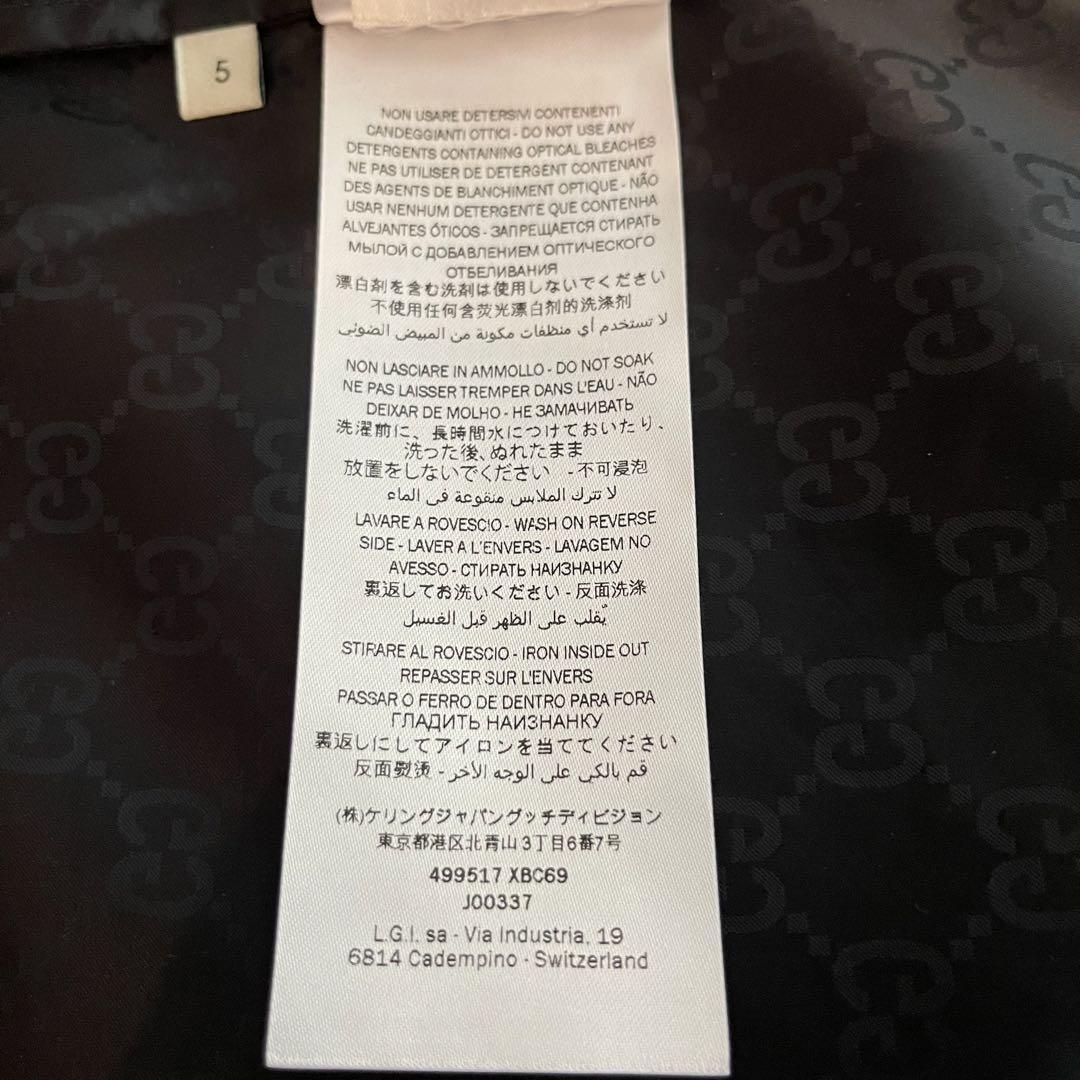 5
NON USARE DETERSIVI CONTENENTI
CANDEGGIANTI OTTICI - DO NOT USE ANY
DETERGENTS CONTAINING OPTICAL BLEACHES
NE PAS UTILISER DE DETERGENT CONTENANT
DES AGENTS DE BLANCHIMENT OPTIQUE - NÃO
USAR NENHUM DETERGENTE QUE CONTENHA
ALVEJANTES ÓTICOS - ЗАПРЕЩАЕТСЯ СТИРАТЬ
МЫЛОЙ С ДОБАВЛЕНИЕМ ОПТИЧЕСКОГО
ОТБЕЛИВАНИЯ
漂白剤を含む洗剤は使用しないでください
不使用任何含荧光漂白剂的洗涤剂
لا تستخدم أي منظفات مكونة من المبيض الضوئى
NON LASCIARE IN AMMOLLO - DO NOT SOAK
NE PAS LAISSER TREMPER DANS L'EAU - NÃO
DEIXAR DE MOLHO - НЕ ЗАМАЧИВАТЬ
洗濯前に、長時間水につけておいたり、
洗った後、ぬれたまま
放置をしないでください - 不可浸泡
لا تترك الملابس منقوعة فى الماء
LAVARE A ROVESCIO - WASH ON REVERSE
SIDE - LAVER A L'ENVERS - LAVAGEM NO
AVESSO - СТИРАТЬ НАИЗНАНКУ
裏返してお洗いください - 反面洗涤
يُقلب على الظهر قبل الغسيل
STIRARE AL ROVESCIO - IRON INSIDE OUT
REPASSER SUR L'ENVERS
PASSAR O FERRO DE DENTRO PARA FORA
ГЛАДИТЬ НАИЗНАНКУ
裏返しにしてアイロンを当ててください
反面熨烫 - قم بالكي على الوجه الأخر
(株)ケリングジャパングッチディビジョン
東京都港区北青山3丁目6番7号
499517 XBC69
J00337
L.G.I. sa - Via Industria, 19
6814 Cadempino - Switzerland